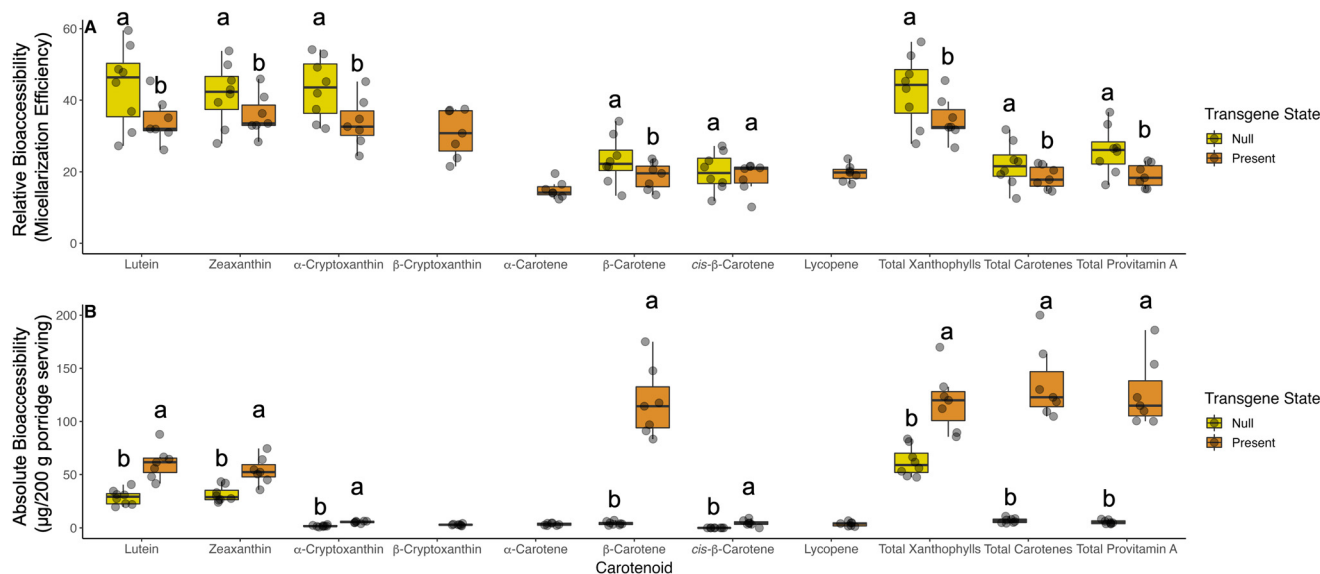 A
Relative Bioaccessibility
(Micellarization Efficiency)
60
40
20
0
a
b
a
b
a
b
a
b
a
a
a
b
a
b
a
b
Lutein
Zeaxanthin
α-Cryptoxanthin
β-Cryptoxanthin
α-Carotene
β-Carotene
cis-β-Carotene
Lycopene
Total Xanthophylls
Total Carotenes
Total Provitamin A
Transgene State
Null
Present
B
Absolute Bioaccessibility
(µg/200 g porridge serving)
200
150
100
50
0
b
a
b
a
b
a
b
a
b
a
b
a
b
a
b
a
Lutein
Zeaxanthin
α-Cryptoxanthin
β-Cryptoxanthin
α-Carotene
β-Carotene
cis-β-Carotene
Lycopene
Total Xanthophylls
Total Carotenes
Total Provitamin A
Carotenoid
Transgene State
Null
Present